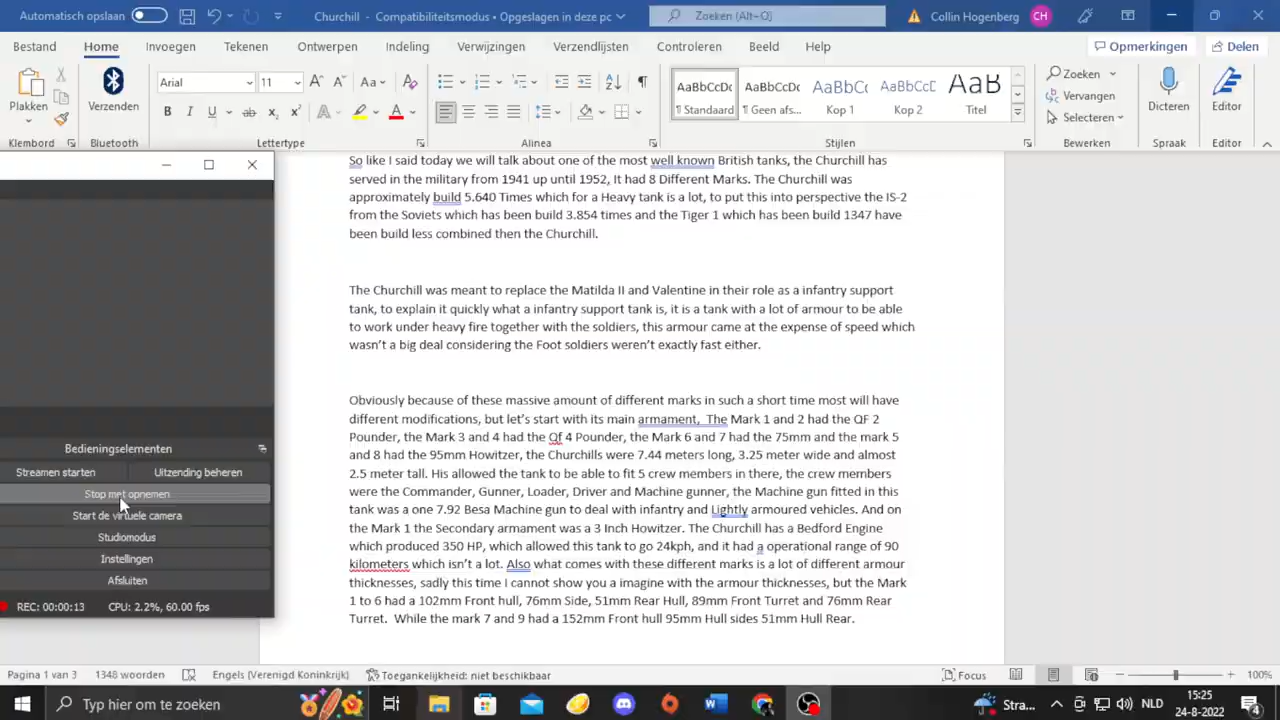 Automatisch opslaan
Churchill - Compatibiliteitsmodus • Opgeslagen in deze pc
Zoeken (Alt+Q)
Collin Hogenberg
CH
Bestand
Home
Invoegen
Tekenen
Ontwerpen
Indeling
Verwijzingen
Verzendlijsten
Controleren
Beeld
Help
Opmerkingen
Delen
Plakken
Verzenden
Arial
11
AaBbCcDc
AaBbCcDc
AaBbCc
AaBbCcD
AaB
¶ Standaard
¶ Geen afs...
Kop 1
Kop 2
Titel
Zoeken
Vervangen
Selecteren
Dicteren
Editor
Klembord
Bluetooth
Lettertype
Alinea
Stijlen
Bewerken
Spraak
Editor
So like I said today we will talk about one of the most well known British tanks, the Churchill has
served in the military from 1941 up until 1952, It had 8 Different Marks. The Churchill was
approximately build 5.640 Times which for a Heavy tank is a lot, to put this into perspective the IS-2
from the Soviets which has been build 3.854 times and the Tiger 1 which has been build 1347 have
been build less combined then the Churchill.
The Churchill was meant to replace the Matilda II and Valentine in their role as a infantry support
tank, to explain it quickly what a infantry support tank is, it is a tank with a lot of armour to be able
to work under heavy fire together with the soldiers, this armour came at the expense of speed which
wasn't a big deal considering the Foot soldiers weren't exactly fast either.
Obviously because of these massive amount of different marks in such a short time most will have
different modifications, but let's start with its main armament,  The Mark 1 and 2 had the QF 2
Pounder, the Mark 3 and 4 had the Qf 4 Pounder, the Mark 6 and 7 had the 75mm and the mark 5
and 8 had the 95mm Howitzer, the Churchills were 7.44 meters long, 3.25 meter wide and almost
2.5 meter tall. His allowed the tank to be able to fit 5 crew members in there, the crew members
were the Commander, Gunner, Loader, Driver and Machine gunner, the Machine gun fitted in this
tank was a one 7.92 Besa Machine gun to deal with infantry and Lightly armoured vehicles. And on
the Mark 1 the Secondary armament was a 3 Inch Howitzer. The Churchill has a Bedford Engine
which produced 350 HP, which allowed this tank to go 24kph, and it had a operational range of 90
kilometers which isn't a lot. Also what comes with these different marks is a lot of different armour
thicknesses, sadly this time I cannot show you a imagine with the armour thicknesses, but the Mark
1 to 6 had a 102mm Front hull, 76mm Side, 51mm Rear Hull, 89mm Front Turret and 76mm Rear
Turret.  While the mark 7 and 9 had a 152mm Front hull 95mm Hull sides 51mm Hull Rear.
Bedieningselementen
Streamen starten
Uitzending beheren
Stop met opnemen
Start de virtuele camera
Studiomodus
Instellingen
Afsluiten
REC: 00:00:13
CPU: 2.2%, 60.00 fps
Pagina 1 van 3
1348 woorden
Engels (Verenigd Koninkrijk)
Toegankelijkheid: niet beschikbaar
Focus
100%
Typ hier om te zoeken
Stra...
NLD
15:25
24-8-2022
4